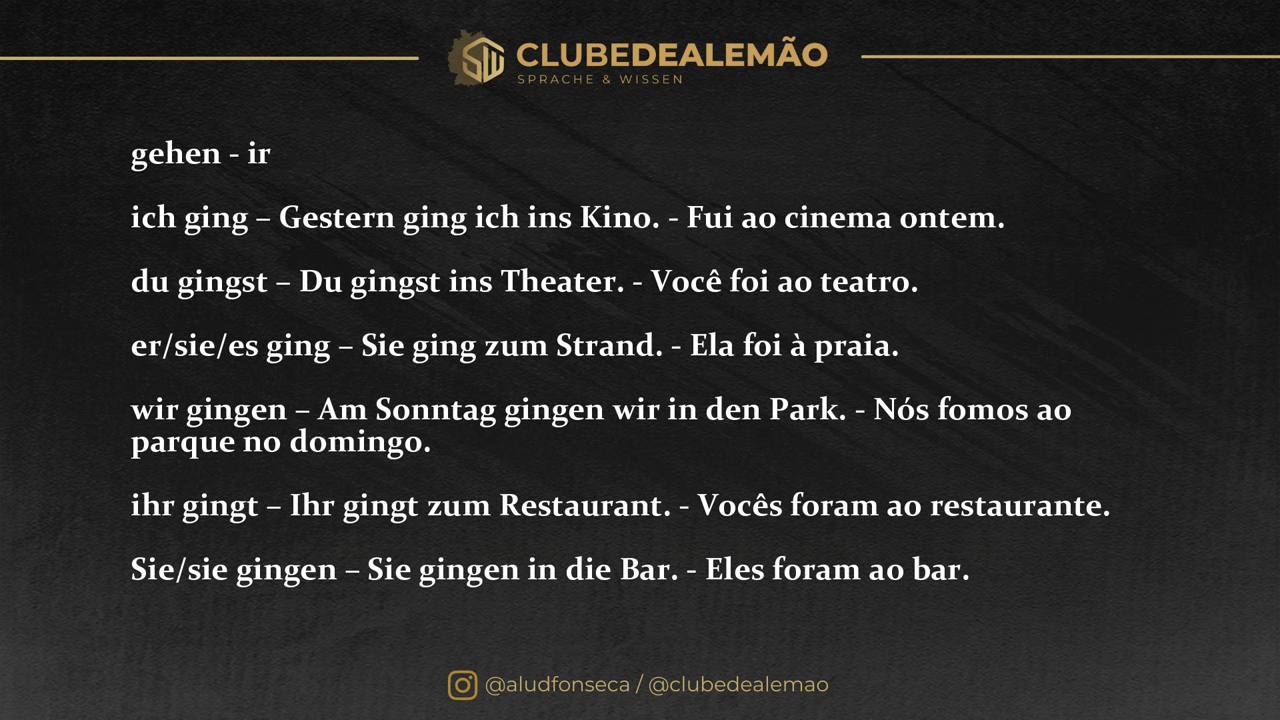 CLUBEDEALEMÃO
SPRACHE & WISSEN
gehen - ir
ich ging – Gestern ging ich ins Kino. - Fui ao cinema ontem.
du gingst – Du gingst ins Theater. - Você foi ao teatro.
er/sie/es ging – Sie ging zum Strand. - Ela foi à praia.
wir gingen – Am Sonntag gingen wir in den Park. - Nós fomos ao
parque no domingo.
ihr gingt – Ihr gingt zum Restaurant. - Vocês foram ao restaurante.
Sie/sie gingen – Sie gingen in die Bar. - Eles foram ao bar.
@aludfonseca / @clubedealemao